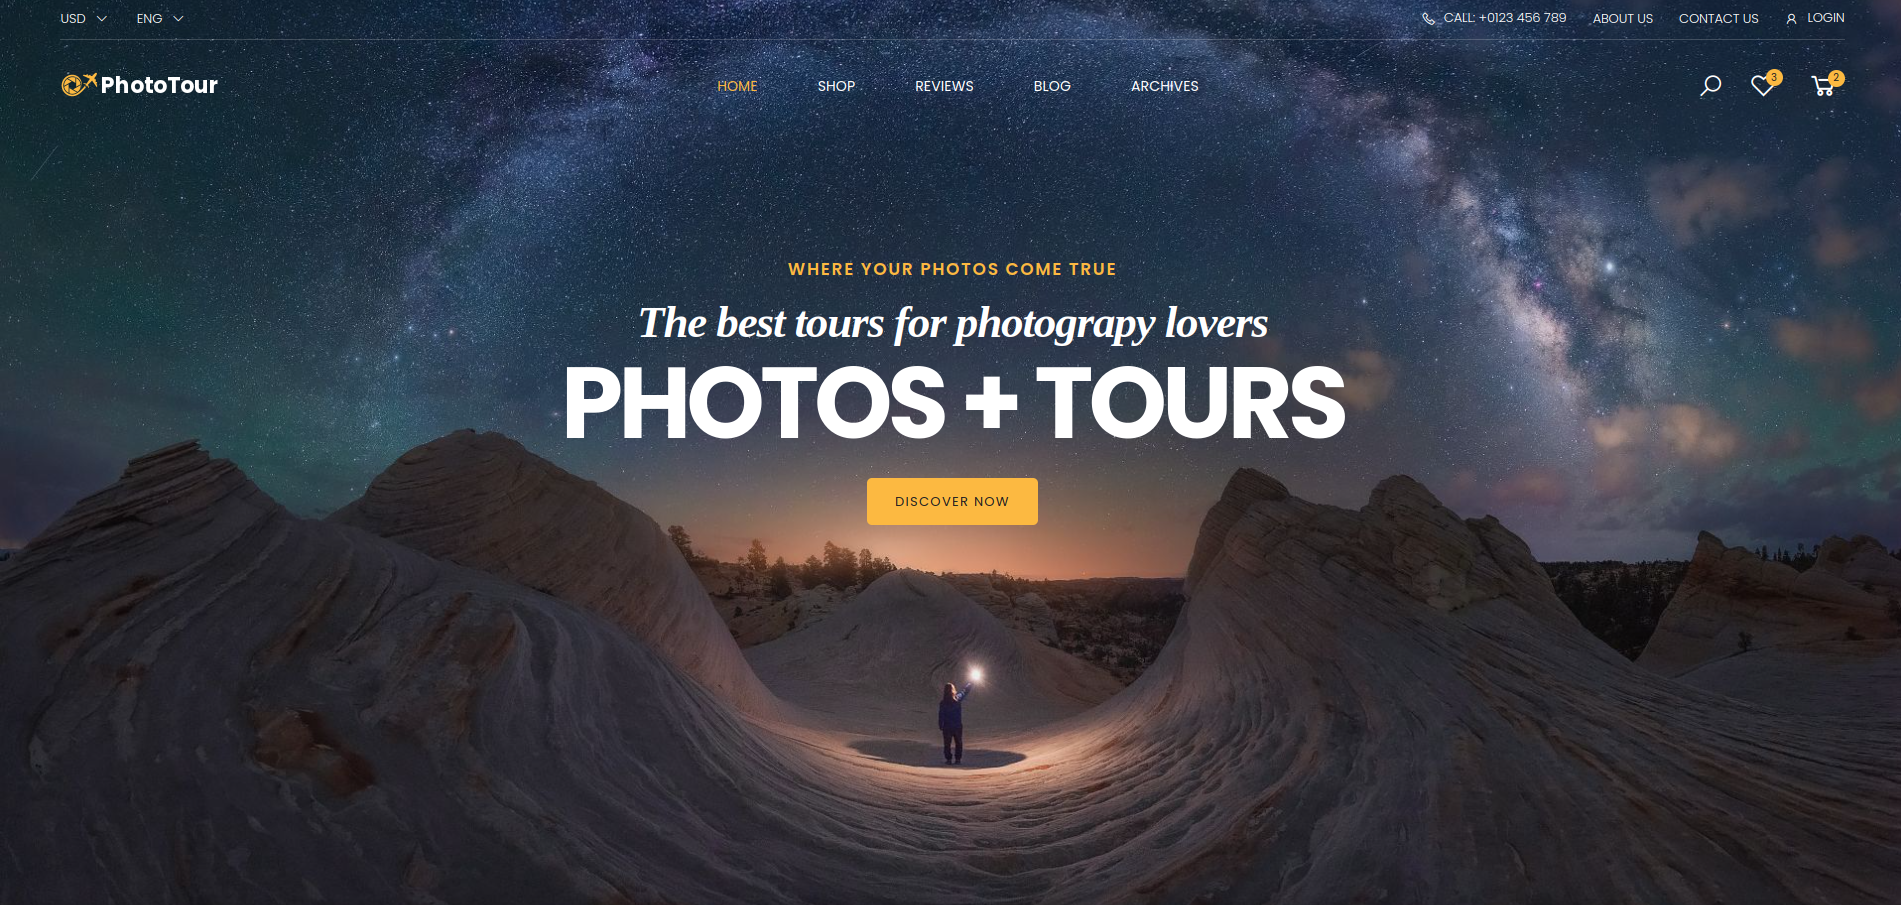 USD ENG CALL: +0123 456 789 ABOUT US CONTACT US LOGIN
PhotoTour HOME SHOP REVIEWS BLOG ARCHIVES 3 2
WHERE YOUR PHOTOS COME TRUE
The best tours for photograpy lovers
PHOTOS + TOURS
DISCOVER NOW